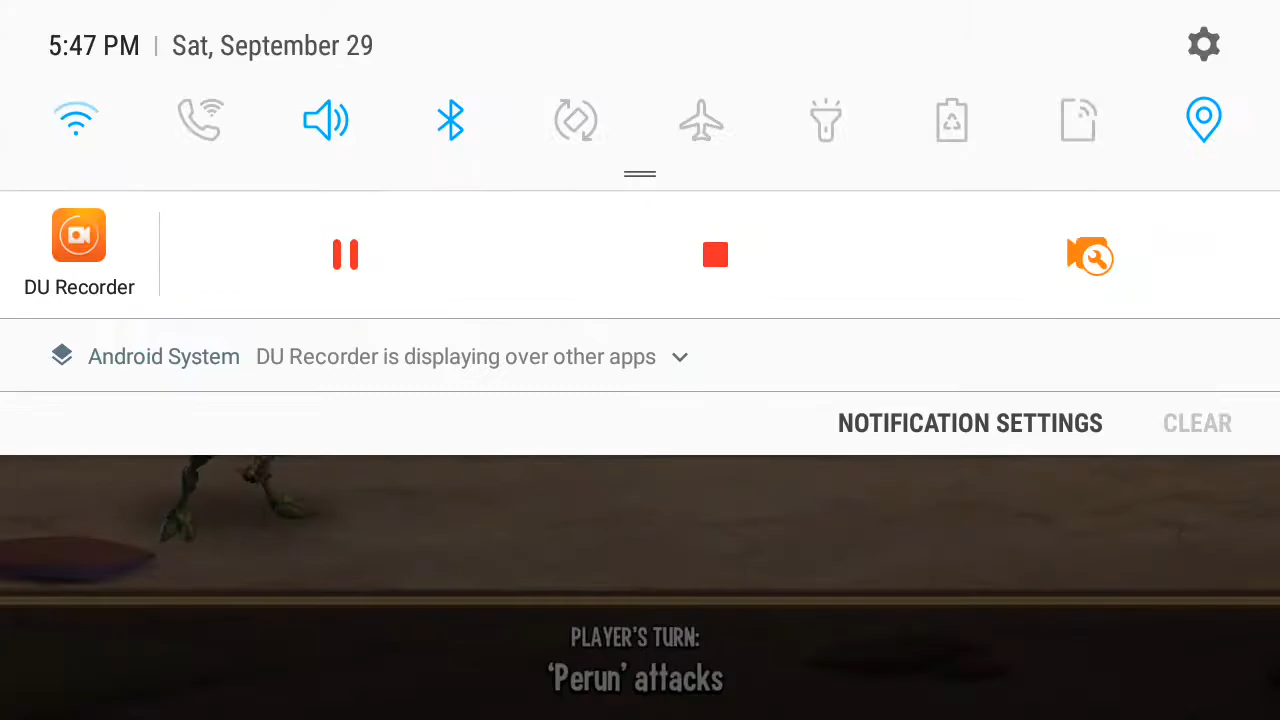 5:47 PM | Sat, September 29
DU Recorder
Android System DU Recorder is displaying over other apps
NOTIFICATION SETTINGS CLEAR
PLAYER'S TURN:
'Perun' attacks